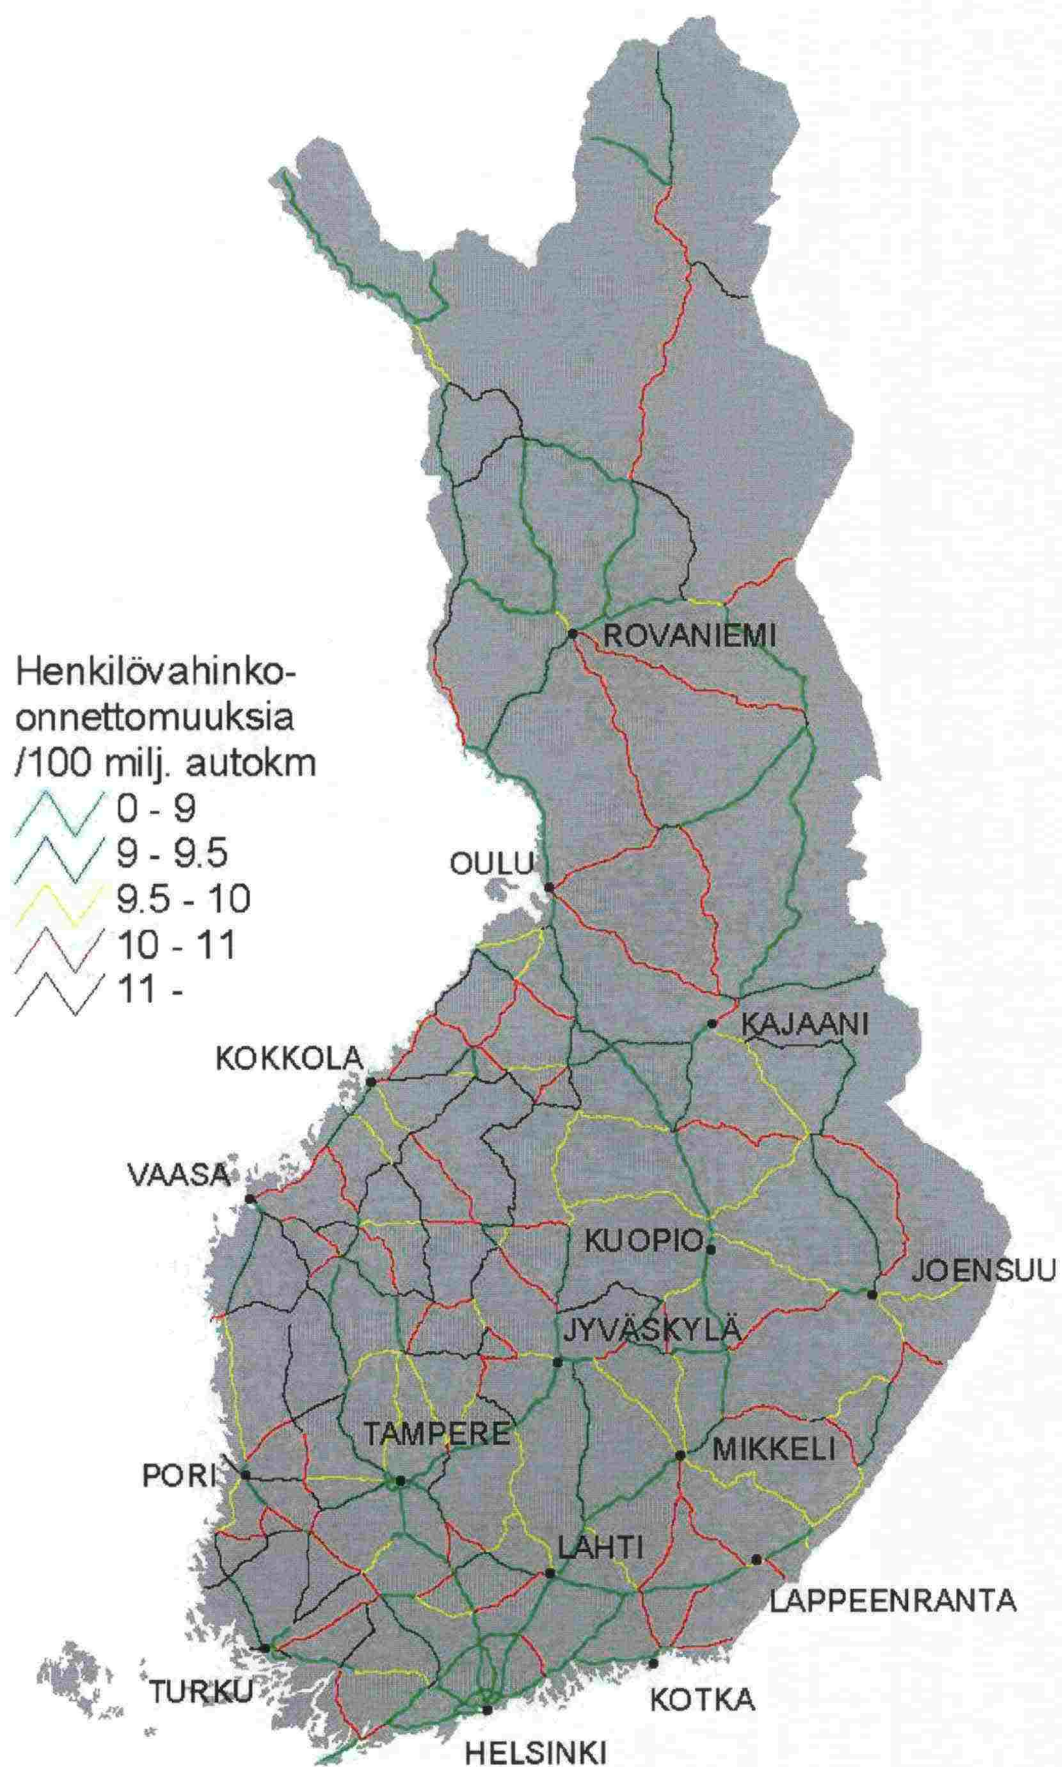 ROVANIEMI
Henkilövahinko-
onnettomuuksia
/100 milj. autokm
0 - 9
9 - 9.5
9.5 - 10
10 - 11
11 -
OULU
KAJAANI
KOKKOLA
VAASA
KUOPIO
JOENSUU
JYVÄSKYLÄ
TAMPERE
MIKKELI
PORI
LAHTI
LAPPEENRANTA
TURKU
KOTKA
HELSINKI